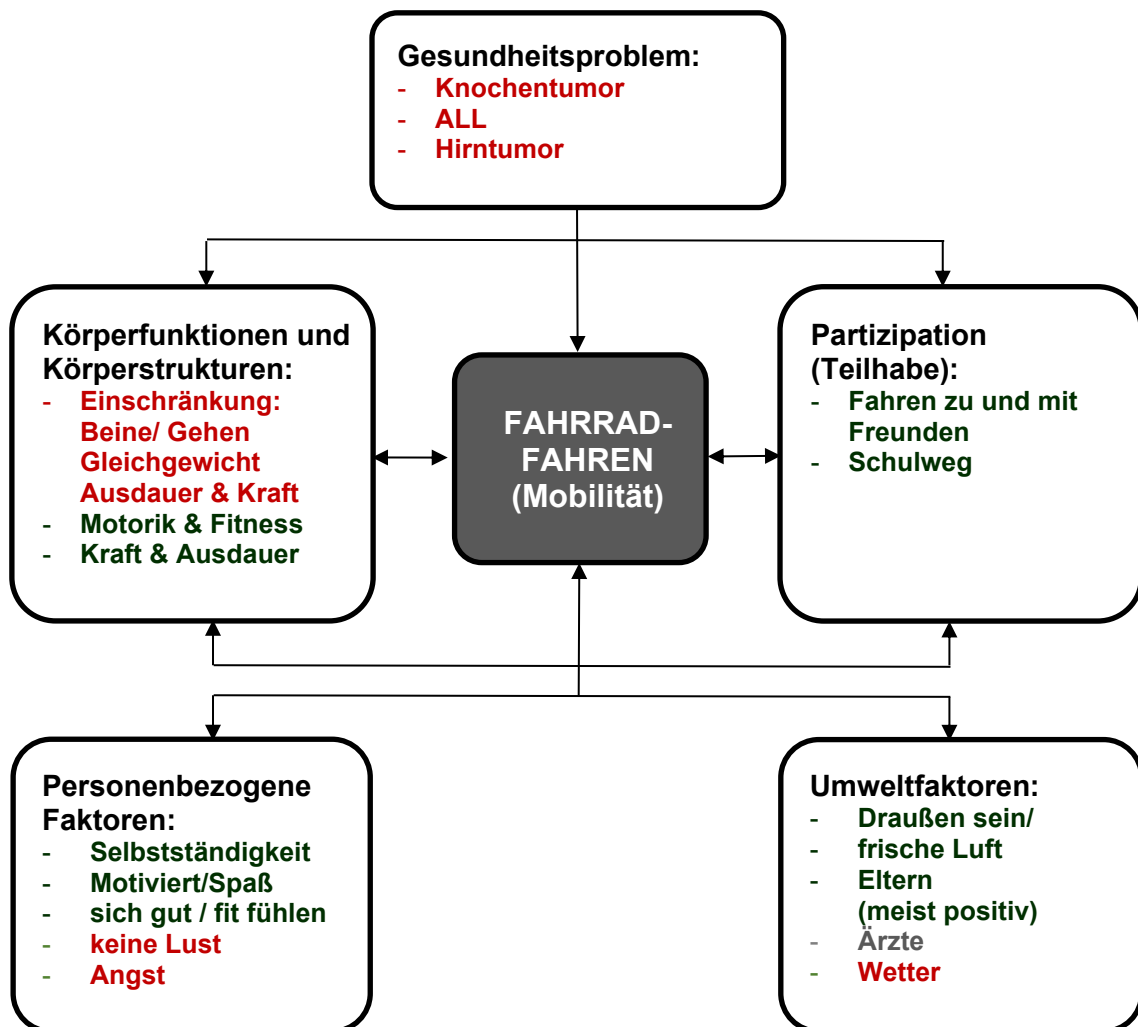 Gesundheitsproblem:
- Knochentumor
- ALL
- Hirntumor
Körperfunktionen und
Körperstrukturen:
- Einschränkung:
Beine/ Gehen
Gleichgewicht
Ausdauer & Kraft
- Motorik & Fitness
- Kraft & Ausdauer
FAHRRAD-
FAHREN
(Mobilität)
Partizipation
(Teilhabe):
- Fahren zu und mit
Freunden
- Schulweg
Personenbezogene
Faktoren:
- Selbstständigkeit
- Motiviert/Spaß
- sich gut / fit fühlen
- keine Lust
- Angst
Umweltfaktoren:
- Draußen sein/
- frische Luft
- Eltern
(meist positiv)
- Ärzte
- Wetter